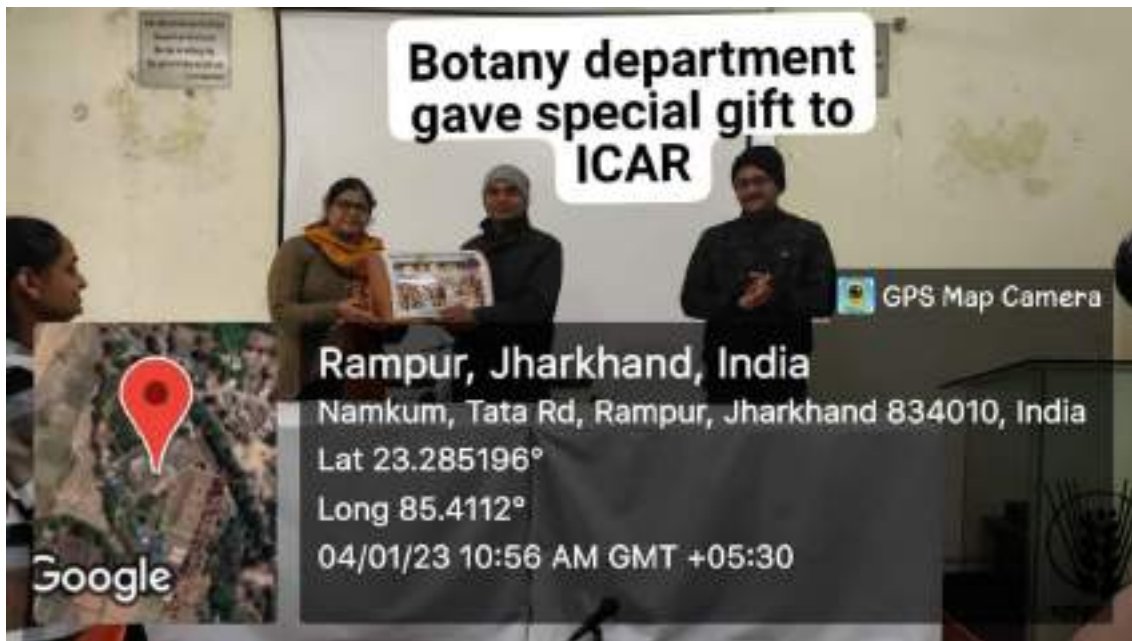 Botany department
gave special gift to
ICAR
GPS Map Camera
Rampur, Jharkhand, India
Namkum, Tata Rd, Rampur, Jharkhand 834010, India
Lat 23.285196°
Long 85.4112°
04/01/23 10:56 AM GMT +05:30
Google